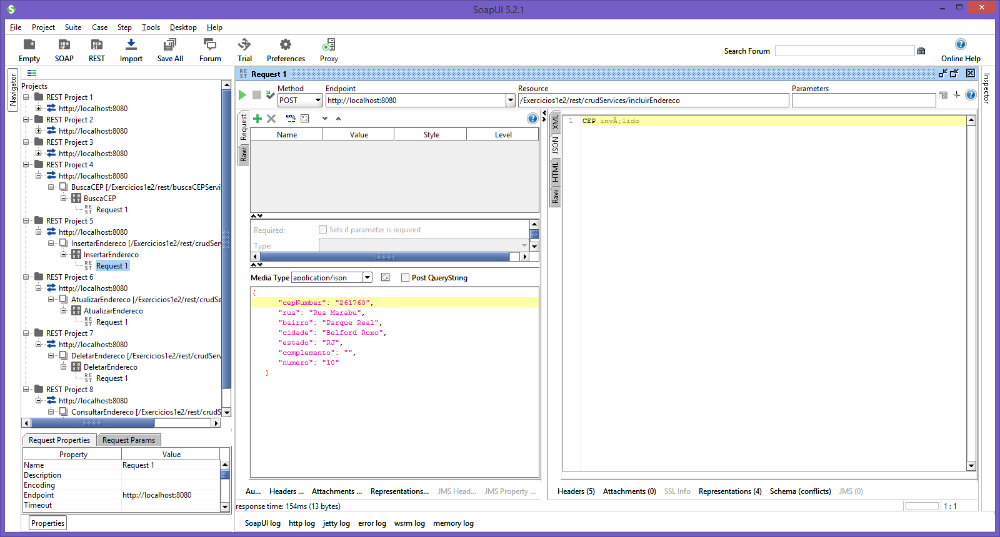 SoapUI 5.2.1
File Project Suite Case Step Tools Desktop Help
Empty SOAP REST Import Save All Forum Trial Preferences Proxy
Search Forum
Online Help
Navigator
Projects
REST Project 1
http://localhost:8080
REST Project 2
http://localhost:8080
REST Project 3
http://localhost:8080
REST Project 4
http://localhost:8080
BuscaCEP [/Exercicios1e2/rest/buscaCEPServi
BuscaCEP
Request 1
REST Project 5
http://localhost:8080
InsertarEndereco [/Exercicios1e2/rest/crudSer
InsertarEndereco
Request 1
REST Project 6
http://localhost:8080
AtualizarEndereco [/Exercicios1e2/rest/crudSe
AtualizarEndereco
Request 1
REST Project 7
http://localhost:8080
DeletarEndereco [/Exercicios1e2/rest/crudServ
DeletarEndereco
Request 1
REST Project 8
http://localhost:8080
ConsultarEndereco [/Exercicios1e2/rest/crudS
Request Properties Request Params
Property Value
Name Request 1
Description
Encoding
Endpoint http://localhost:8080
Timeout
Properties
REST Request 1
Method Endpoint Resource Parameters
POST http://localhost:8080 /Exercicios1e2/rest/crudServices/incluirEndereco
Request
Raw
Name Value Style Level
Required: Sets if parameter is required
Type:
Media Type application/json Post QueryString
{
"cepNumber": "261760",
"rua": "Rua Marabu",
"bairro": "Parque Real",
"cidade": "Belford Roxo",
"estado": "RJ",
"complemento": "",
"numero": "10"
}
Au... Headers ... Attachments ... Representations... JMS Head... JMS Property ...
XML
JSON
HTML
Raw
1 CEP invÃ¡lido
Headers (5) Attachments (0) SSL Info Representations (4) Schema (conflicts) JMS (0)
response time: 154ms (13 bytes)
1 : 1
SoapUI log http log jetty log error log wsrm log memory log
Inspector